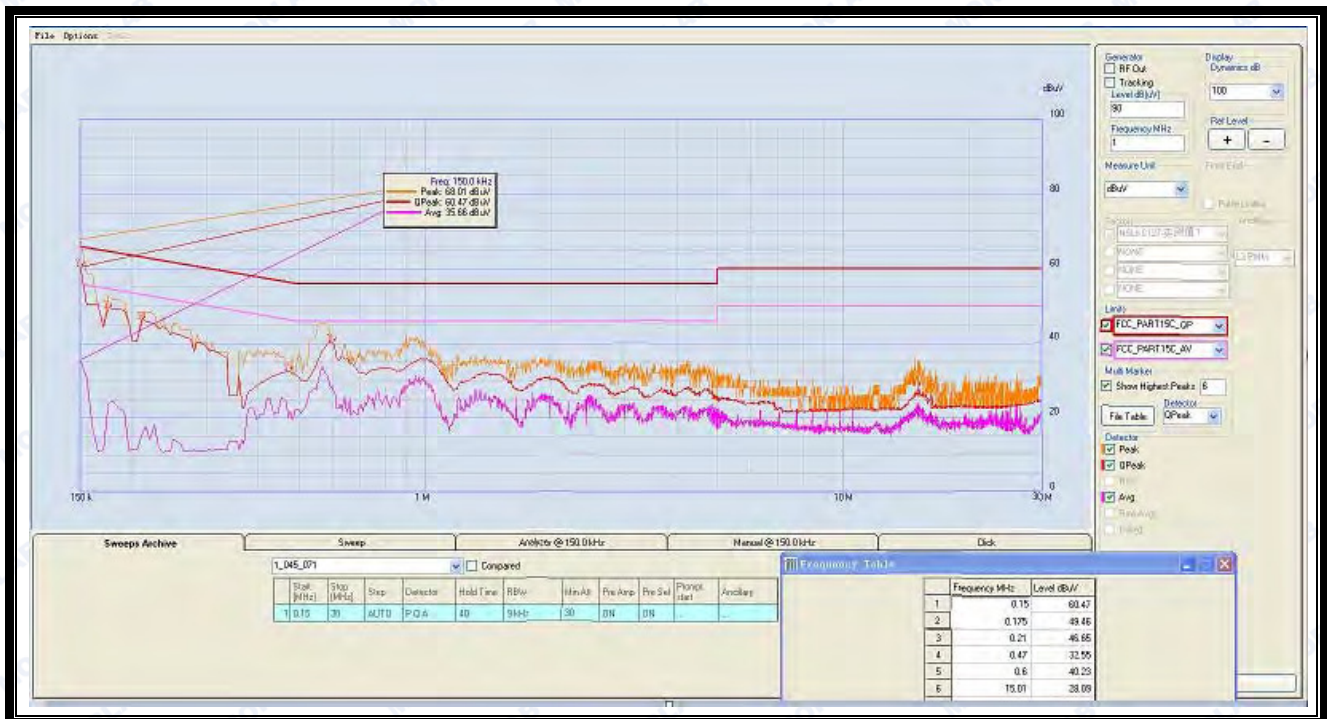 File Options
dBuV
100
80
60
40
20
0
150 k
1 M
10 M
30 M
Freq: 150.0 kHz
Peak: 68.01 dBuV
QPeak: 60.47 dBuV
Avg: 35.66 dBuV
Generator
RF Out
Tracking
Level dB[uV]
90
Frequency MHz
1
Display
Dynamics dB
100
Ref Level
+ -
Measure Unit
dBuV
NONE
NONE
NONE
Limits
FCC_PART15C_QP
FCC_PART15C_AV
Multi Marker
Show Highest Peaks 6
Detector
File Table QPeak
Detector
Peak
QPeak
Avg
Sweeps Archive Sweep Analyzer @ 150.0 kHz Manual @ 150.0 kHz Click
1_045_071 Compared
Start [MHz] Stop [MHz] Step Detector Hold Time RBW Min Att Pre Amp Pre Sel Prompt start Ancillary
1 0.15 30 AUTO P Q A 40 9kHz 30 ON ON ... ...
Frequency Table
Frequency MHz Level dBuV
1 0.15 60.47
2 0.175 49.46
3 0.21 46.65
4 0.47 32.55
5 0.6 40.23
6 15.01 28.09